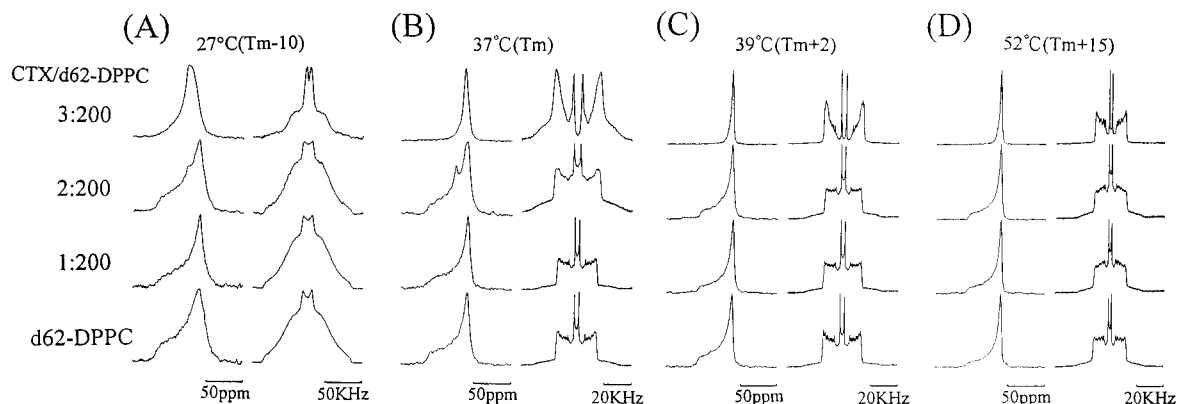 (A) (B) (C) (D)
27°C(Tm-10) 37°C(Tm) 39°C(Tm+2) 52°C(Tm+15)
CTX/d62-DPPC
3:200
2:200
1:200
d62-DPPC
50ppm 50KHz 50ppm 20KHz 50ppm 20KHz 50ppm 20KHz